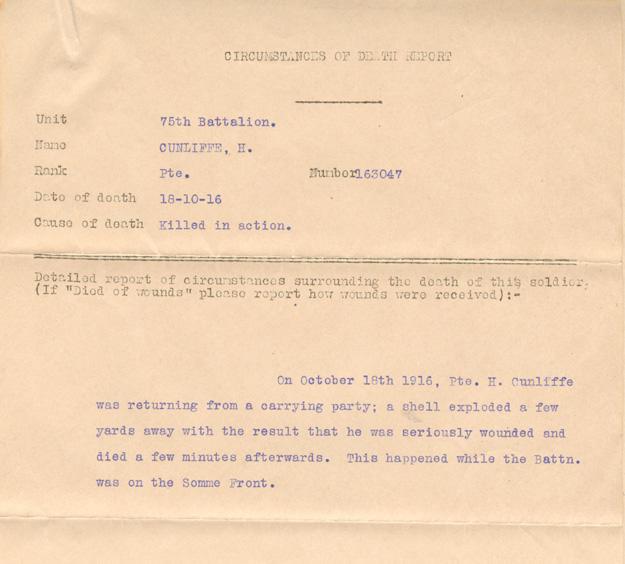 CIRCUMSTANCES OF DEATH REPORT
Unit 75th Battalion.
Name CUNLIFFE, H.
Rank Pte. Number 163047
Date of death 18-10-16
Cause of death Killed in action.
Detailed report of circumstances surrounding the death of this soldier.
(If "Died of wounds" please report how wounds were received):-
On October 18th 1916, Pte. H. Cunliffe
was returning from a carrying party; a shell exploded a few
yards away with the result that he was seriously wounded and
died a few minutes afterwards. This happened while the Battn.
was on the Somme Front.